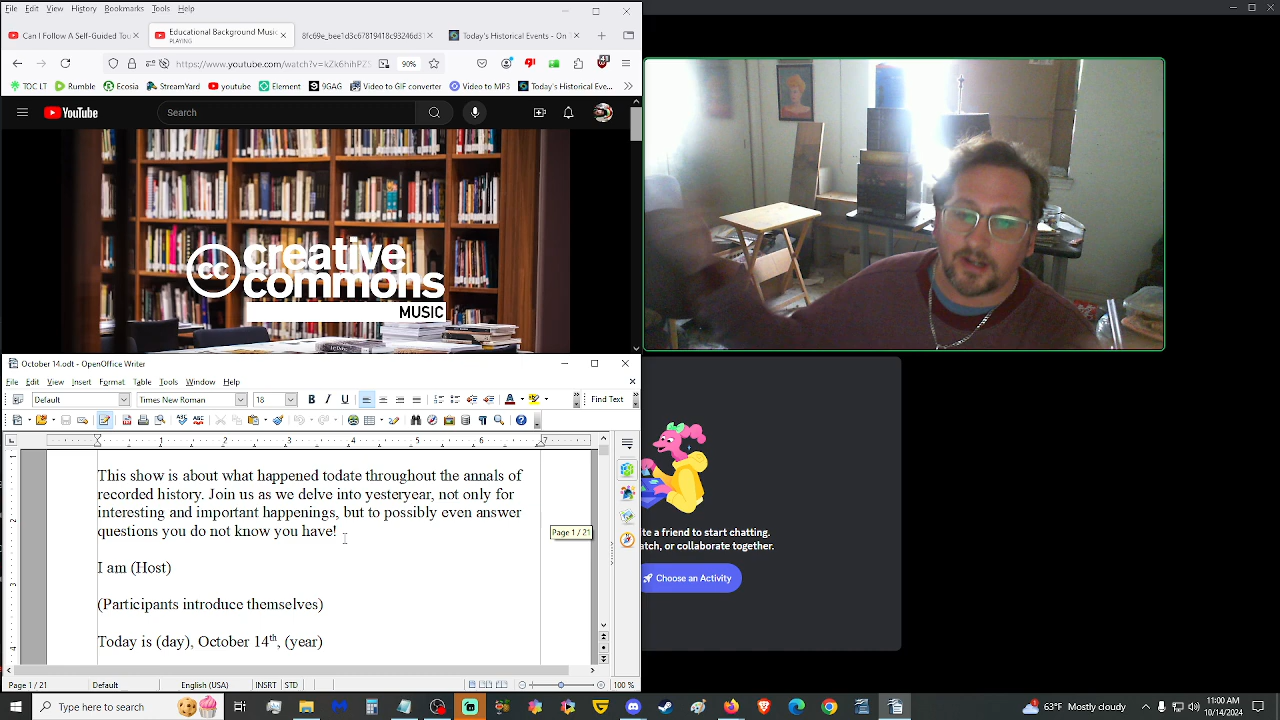 File Edit View History Bookmarks Tools Help
Can I Follow A Self-Guided Tou
Educational Background Music
PLAYING
8fc69e_bee1d3c67819418c93246d31
Today's Historical Events - On
https://www.youtube.com/watch?v=kZK6hihPZS
90%
TOC LT Rumble Ecosia StreamYard youtube Element 9GAG Video to GIF converter Video to MP3 Today's Historical Eve...
YouTube
Search
creative
commons
MUSIC
October 14.odt - OpenOffice Writer
File Edit View Insert Format Table Tools Window Help
Default Times New Roman 18 B I U Find Text
This show is about what happened todate throughout the annals of
recorded history. Join us as we delve into yesteryear, not only for
interesting and important happenings, but to possibly even answer
questions you do not know you have!
Page 1 / 21
I am (Host)
(Participants introduce themselves)
Today is (day), October 14th, (year)
Page 1 / 21 Default English (USA) INSRT STD 100 %
te a friend to start chatting.
atch, or collaborate together.
Choose an Activity
Type here to search
63°F Mostly cloudy
11:00 AM
10/14/2024